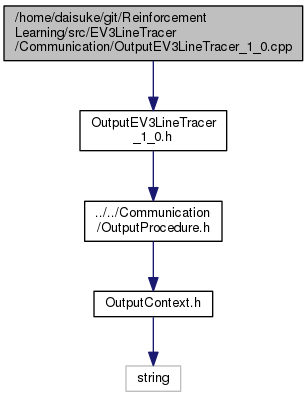 /home/daisuke/git/Reinforcement
Learning/src/EV3LineTracer
/Communication/OutputEV3LineTracer_1_0.cpp
OutputEV3LineTracer
_1_0.h
../../Communication
/OutputProcedure.h
OutputContext.h
string